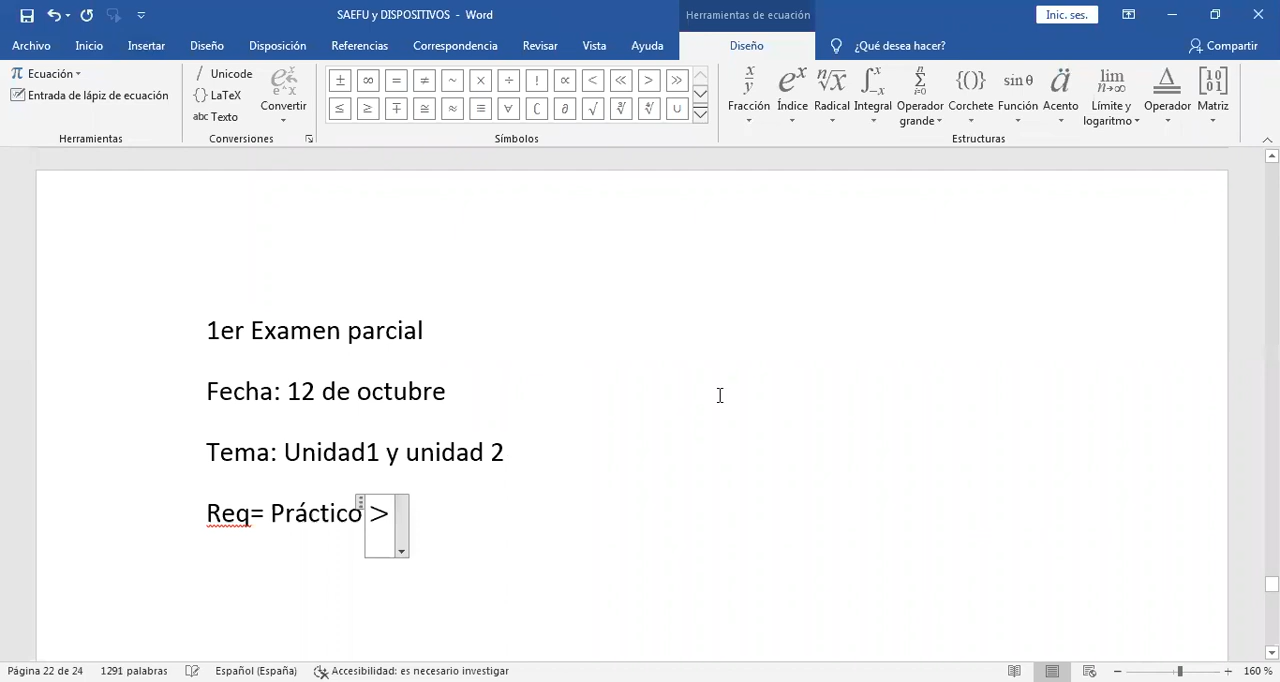 SAEFU y DISPOSITIVOS - Word
Herramientas de ecuación
Inic. ses.
Archivo Inicio Insertar Diseño Disposición Referencias Correspondencia Revisar Vista Ayuda Diseño ¿Qué desea hacer? Compartir
π Ecuación
Entrada de lápiz de ecuación
Herramientas
Unicode
LaTeX
abc Texto
Convertir
Conversiones
± ∞ = ≠ ~ × ÷ ! ∝ < ≪ > ≫
≤ ≥ ∓ ≅ ≈ ≡ ∀ ∁ ∂ √ ∛ ∜ ∪
Símbolos
Fracción Índice Radical Integral Operador grande Corchete Función Acento Límite y logaritmo Operador Matriz
Estructuras
1er Examen parcial
Fecha: 12 de octubre
Tema: Unidad1 y unidad 2
Req= Práctico >
Página 22 de 24 1291 palabras Español (España) Accesibilidad: es necesario investigar 160 %